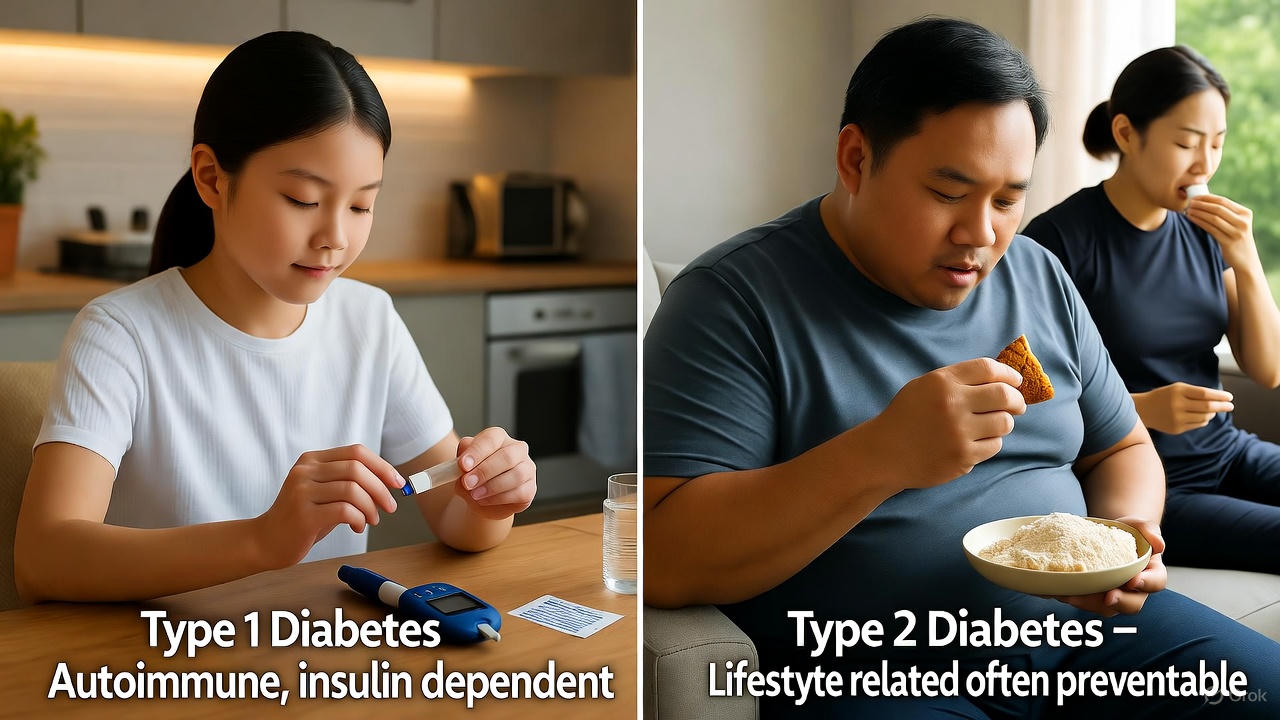 Type 1 Diabetes
Autoimmune, insulin dependent
Type 2 Diabetes –
Lifestyte related often preventable
Grok